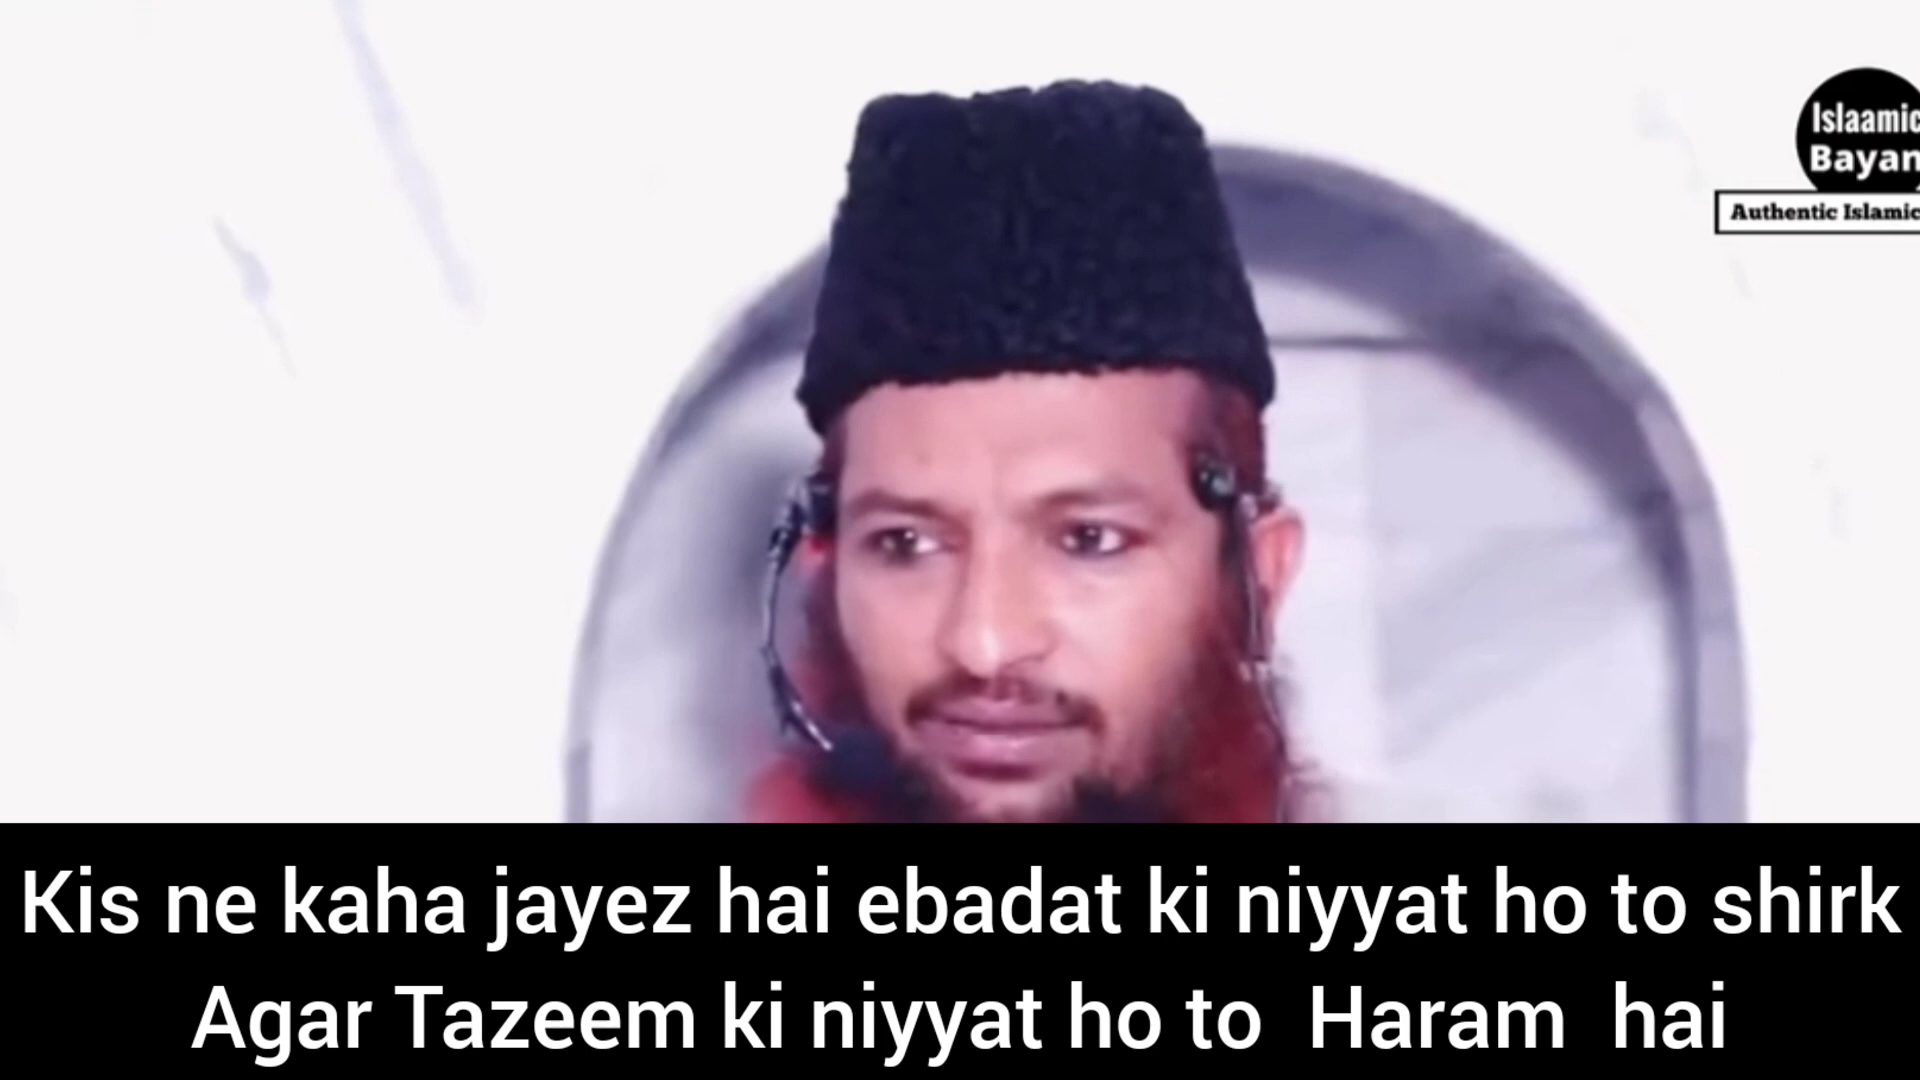 Islaamic
Bayan
Authentic Islamic
Kis ne kaha jayez hai ebadat ki niyyat ho to shirk
Agar Tazeem ki niyyat ho to Haram hai